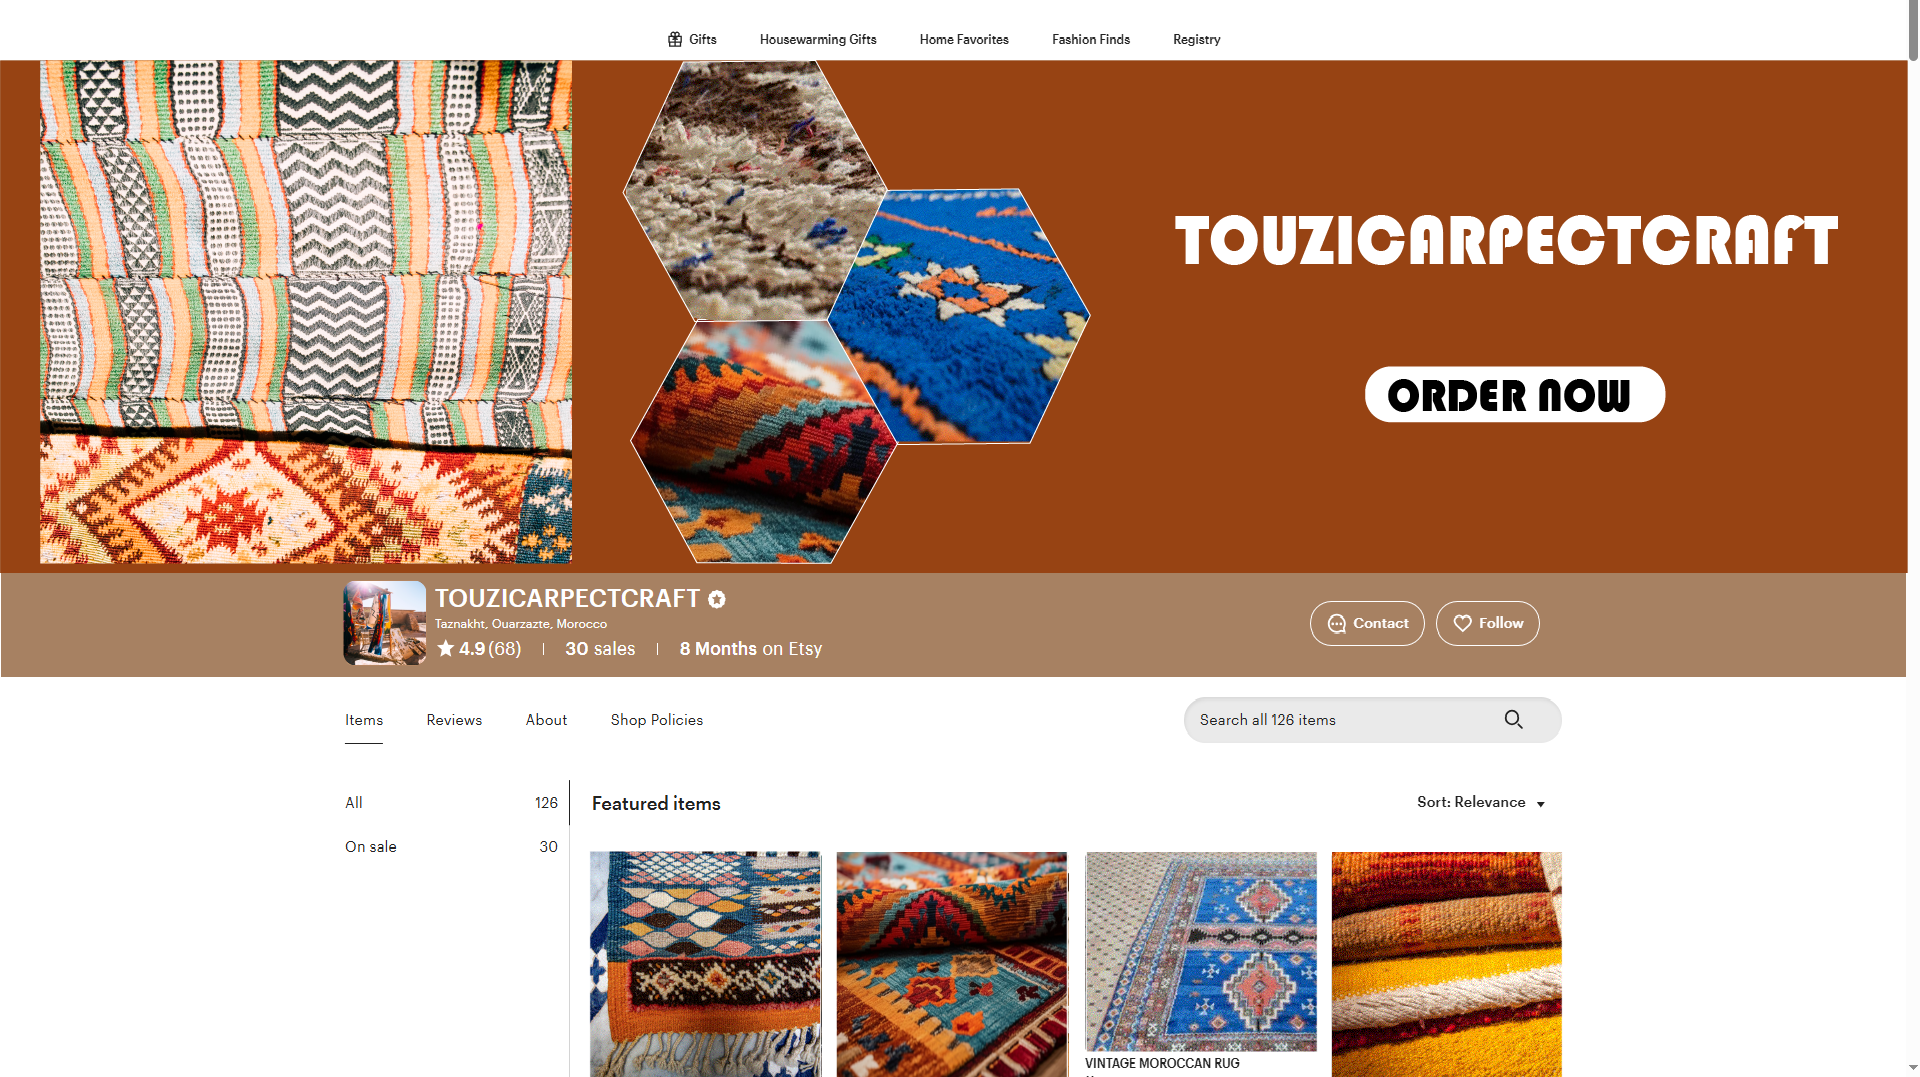 Gifts
Housewarming Gifts
Home Favorites
Fashion Finds
Registry
TOUZICARPECTCRAFT
ORDER NOW
TOUZICARPECTCRAFT
Taznakht, Ouarzazte, Morocco
4.9 (68) | 30 sales | 8 Months on Etsy
Contact
Follow
Items
Reviews
About
Shop Policies
Search all 126 items
All 126
On sale 30
Featured items
Sort: Relevance
VINTAGE MOROCCAN RUG